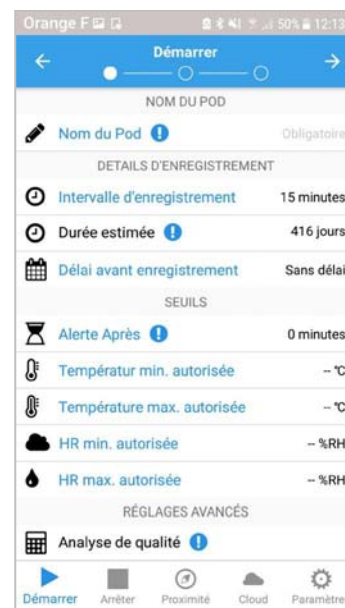 Orange F 50% 12:13
Démarrer
NOM DU POD
Nom du Pod Obligatoire
DETAILS D'ENREGISTREMENT
Intervalle d'enregistrement 15 minutes
Durée estimée 416 jours
Délai avant enregistrement Sans délai
SEUILS
Alerte Après 0 minutes
Températur min. autorisée -- °C
Température max. autorisée -- °C
HR min. autorisée -- %RH
HR max. autorisée -- %RH
RÉGLAGES AVANCÉS
Analyse de qualité
Démarrer Arrêter Proximité Cloud Paramètre